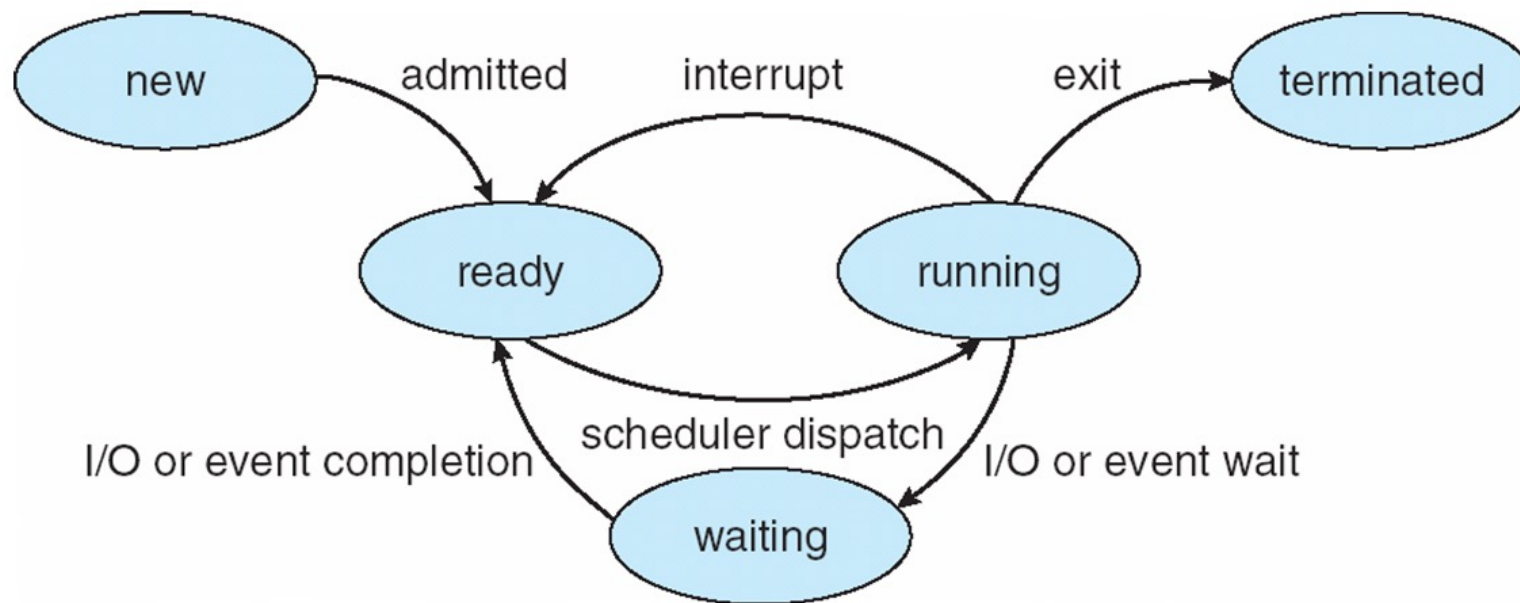 new
admitted
interrupt
exit
terminated
ready
running
scheduler dispatch
I/O or event completion
I/O or event wait
waiting